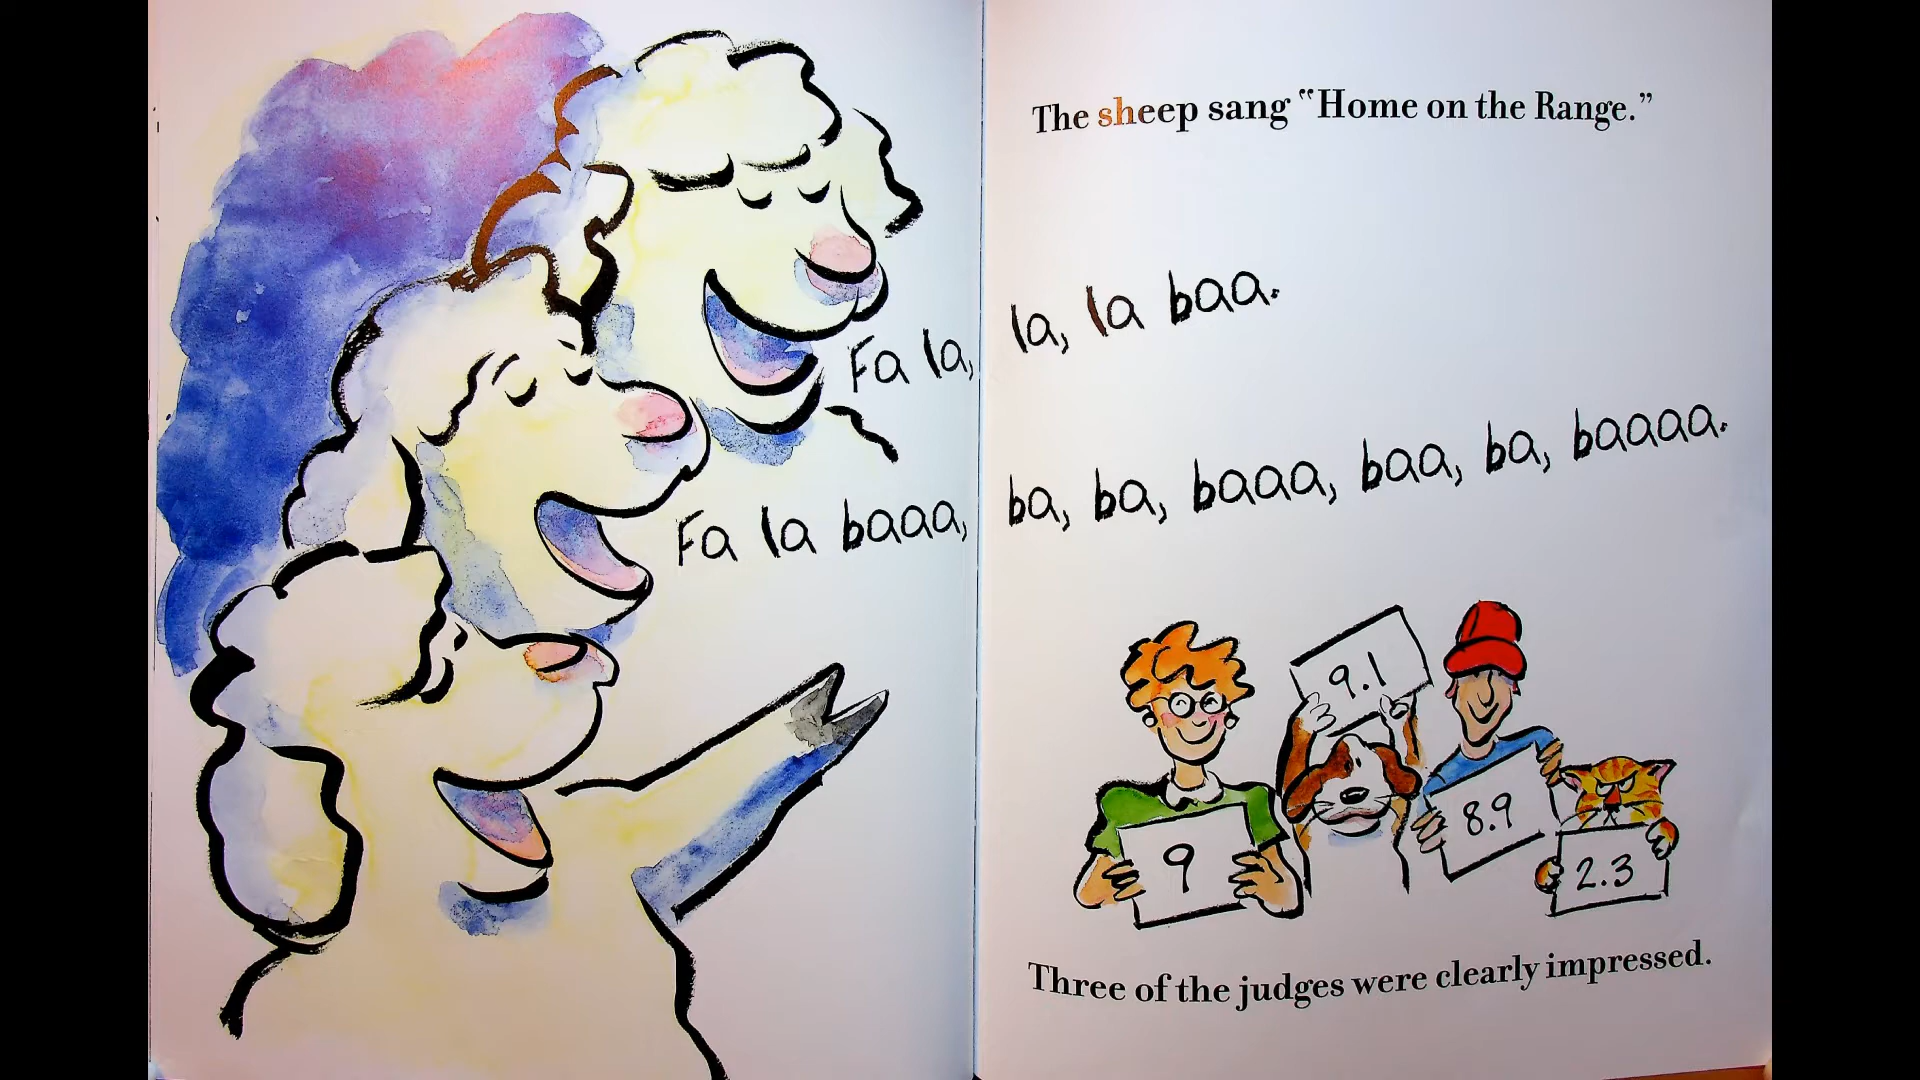 The sheep sang “Home on the Range.”
Fa la, la, la baa.
Fa la baaa, ba, ba, baaa, baa, ba, baaaa.
9.1
9
8.9
2.3
Three of the judges were clearly impressed.